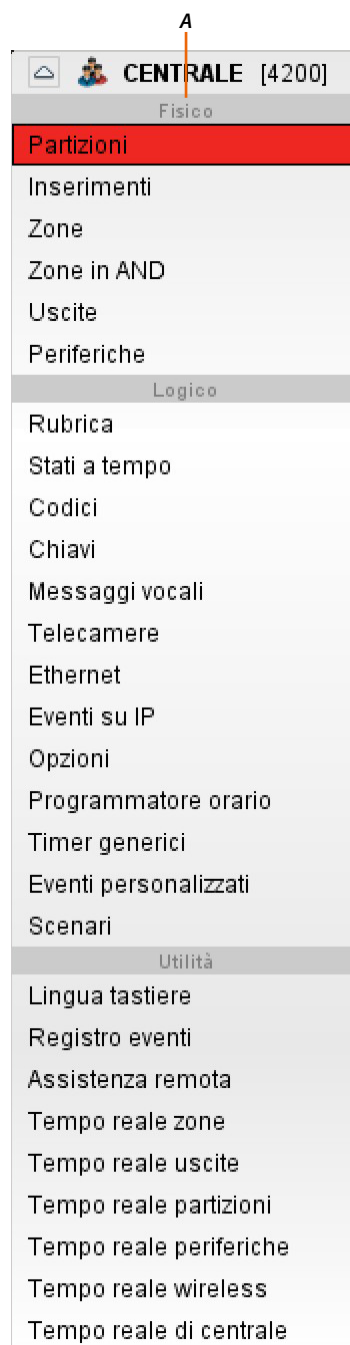 A
CENTRALE [4200]
Fisico
Partizioni
Inserimenti
Zone
Zone in AND
Uscite
Periferiche
Logico
Rubrica
Stati a tempo
Codici
Chiavi
Messaggi vocali
Telecamere
Ethernet
Eventi su IP
Opzioni
Programmatore orario
Timer generici
Eventi personalizzati
Scenari
Utilità
Lingua tastiere
Registro eventi
Assistenza remota
Tempo reale zone
Tempo reale uscite
Tempo reale partizioni
Tempo reale periferiche
Tempo reale wireless
Tempo reale di centrale